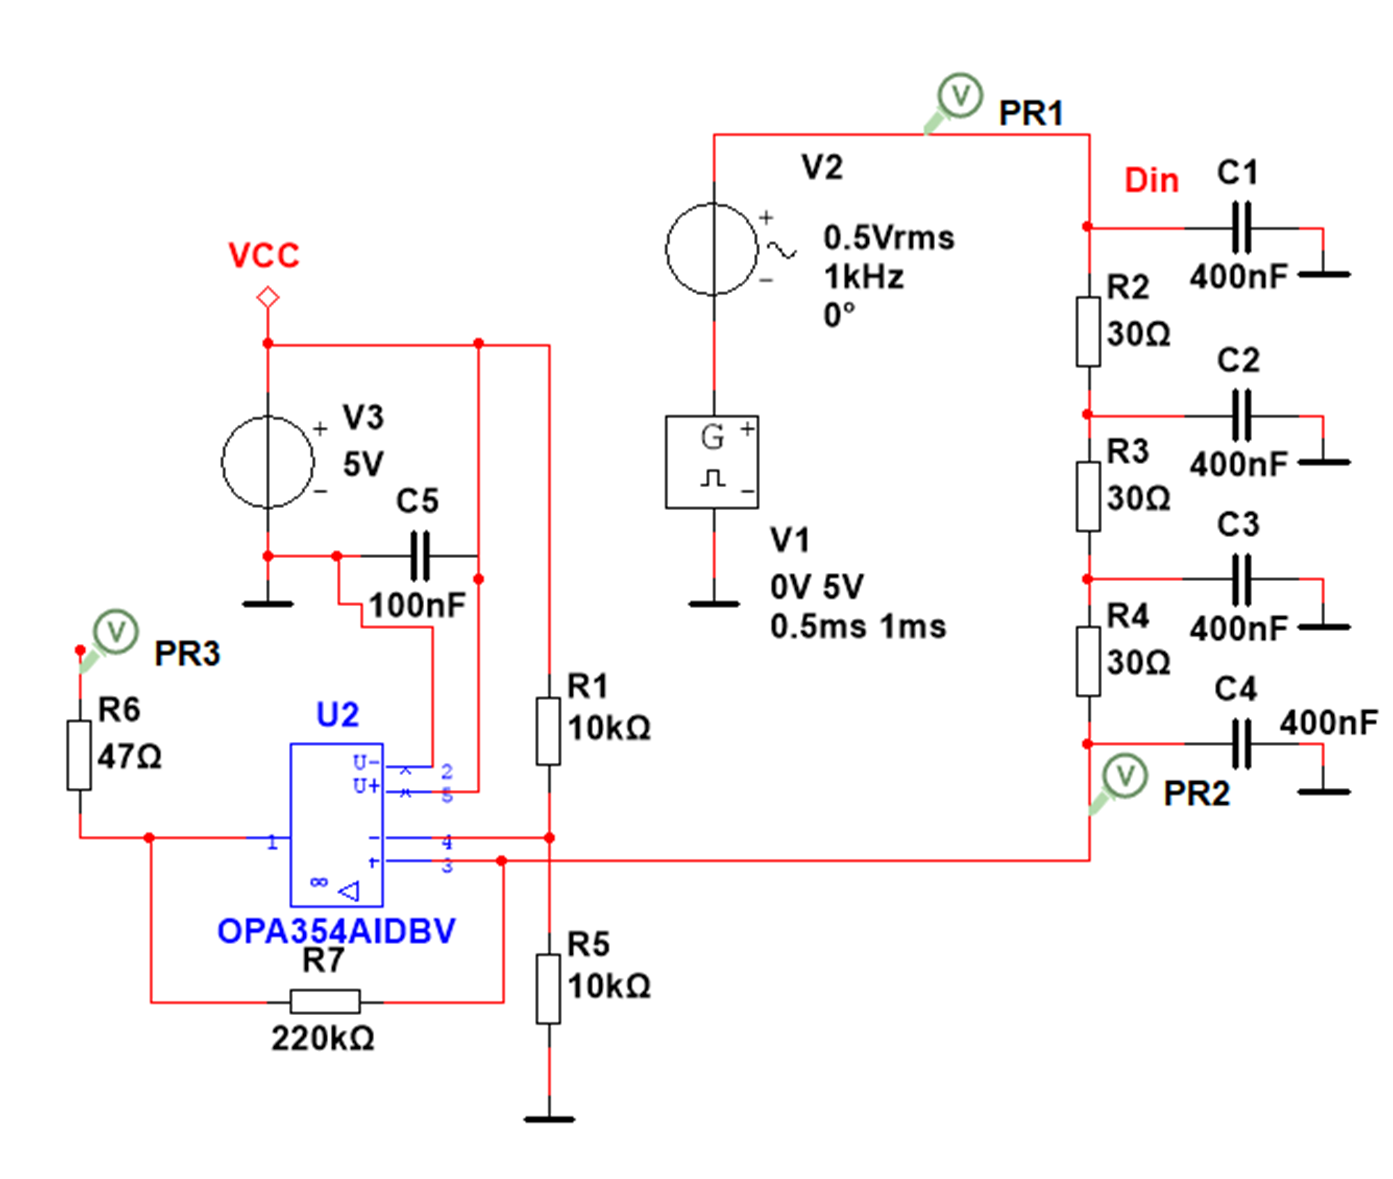 V
PR1
V2
0.5Vrms
1kHz
0°
Din
C1
400nF
VCC
R2
30Ω
C2
400nF
V3
5V
C5
100nF
G
V1
0V 5V
0.5ms 1ms
R3
30Ω
C3
400nF
R4
30Ω
C4
400nF
V
PR2
V
PR3
R6
47Ω
U2
R1
10kΩ
U- 2
U+ 5
1
- 4
+ 3
∞
OPA354AIDBV
R7
220kΩ
R5
10kΩ